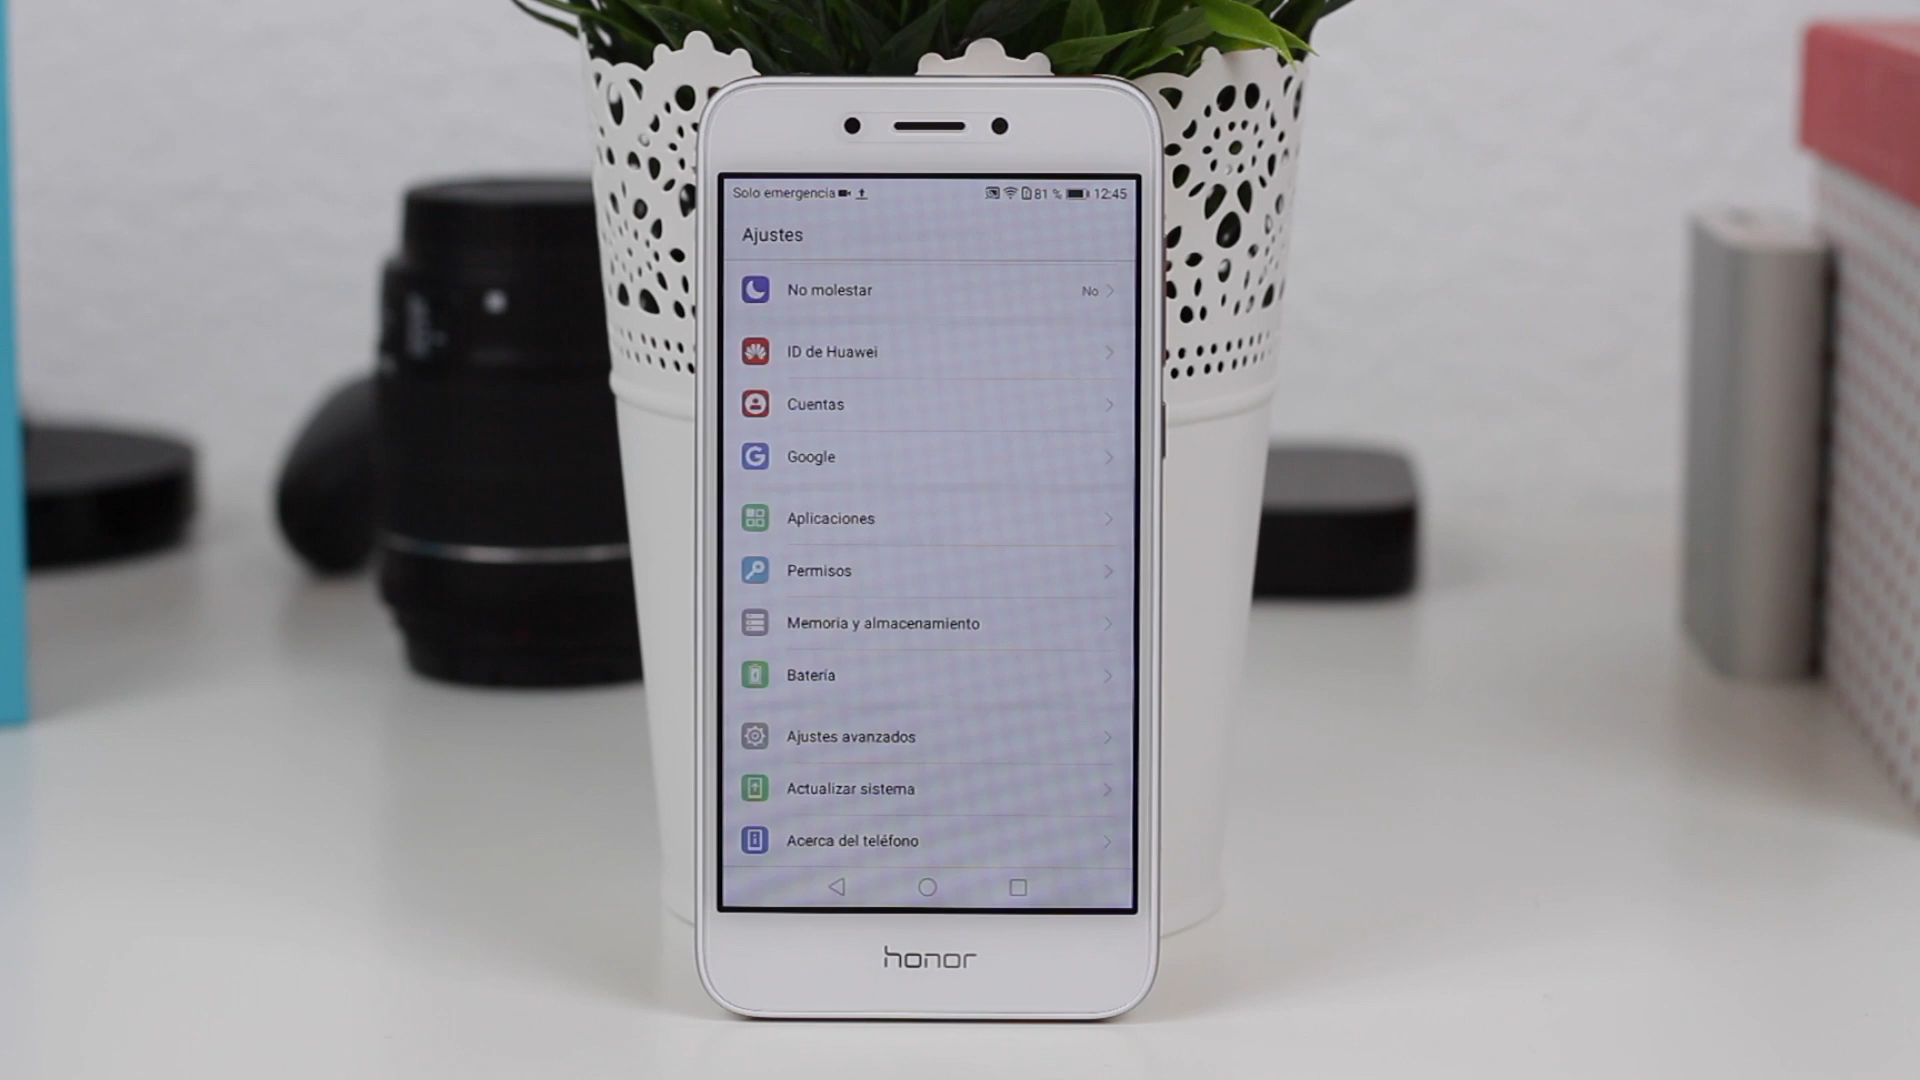 Solo emergencia 81 % 12:45
Ajustes
No molestar No
ID de Huawei
Cuentas
Google
Aplicaciones
Permisos
Memoria y almacenamiento
Batería
Ajustes avanzados
Actualizar sistema
Acerca del teléfono
honor